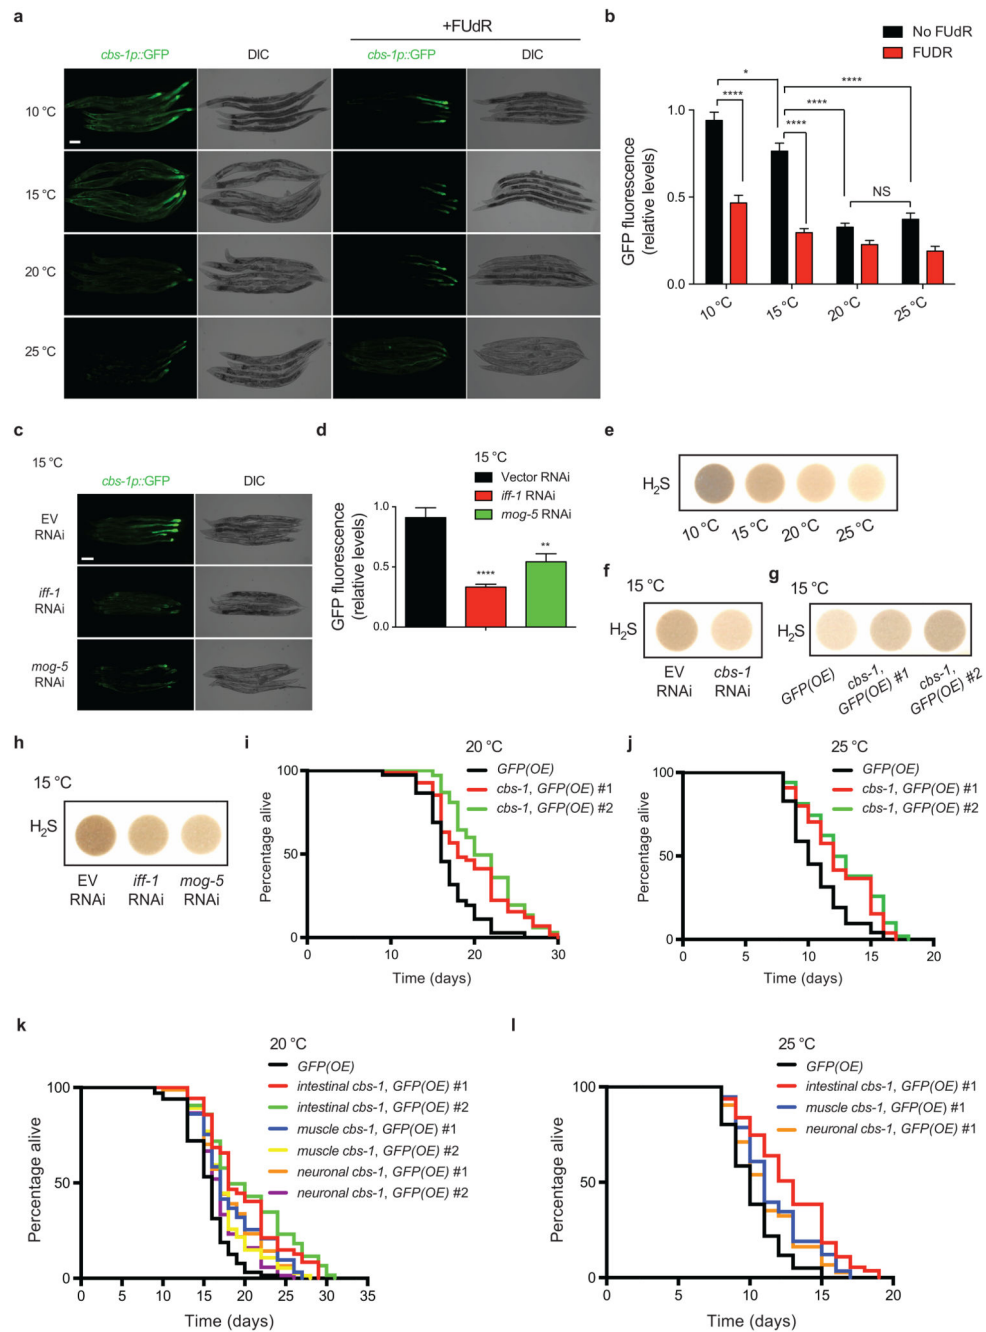 a
+FUdR
cbs-1p::GFP DIC cbs-1p::GFP DIC
10 °C
15 °C
20 °C
25 °C
b
No FUdR
FUDR
* **** **** **** **** NS
GFP fluorescence
(relative levels)
1.0
0.5
0.0
10 °C 15 °C 20 °C 25 °C
c
15 °C
cbs-1p::GFP DIC
EV
RNAi
iff-1
RNAi
mog-5
RNAi
d
15 °C
Vector RNAi
iff-1 RNAi
mog-5 RNAi
GFP fluorescence
(relative levels)
1.0
0.5
0.0
**** **
e
H2S
10 °C 15 °C 20 °C 25 °C
f
15 °C
H2S
EV
RNAi
cbs-1
RNAi
g
15 °C
H2S
GFP(OE)
cbs-1,
GFP(OE) #1
cbs-1,
GFP(OE) #2
h
15 °C
H2S
EV
RNAi
iff-1
RNAi
mog-5
RNAi
i
20 °C
GFP(OE)
cbs-1, GFP(OE) #1
cbs-1, GFP(OE) #2
Percentage alive
100
50
0
0 10 20 30
Time (days)
j
25 °C
GFP(OE)
cbs-1, GFP(OE) #1
cbs-1, GFP(OE) #2
Percentage alive
100
50
0
0 5 10 15 20
Time (days)
k
20 °C
GFP(OE)
intestinal cbs-1, GFP(OE) #1
intestinal cbs-1, GFP(OE) #2
muscle cbs-1, GFP(OE) #1
muscle cbs-1, GFP(OE) #2
neuronal cbs-1, GFP(OE) #1
neuronal cbs-1, GFP(OE) #2
Percentage alive
100
50
0
0 5 10 15 20 25 30 35
Time (days)
l
25 °C
GFP(OE)
intestinal cbs-1, GFP(OE) #1
muscle cbs-1, GFP(OE) #1
neuronal cbs-1, GFP(OE) #1
Percentage alive
100
50
0
0 5 10 15 20
Time (days)